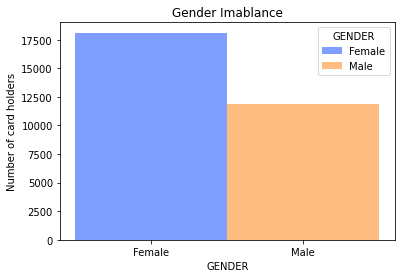 Gender Imablance
GENDER
Female
Male
Number of card holders
17500
15000
12500
10000
7500
5000
2500
0
Female
Male
GENDER